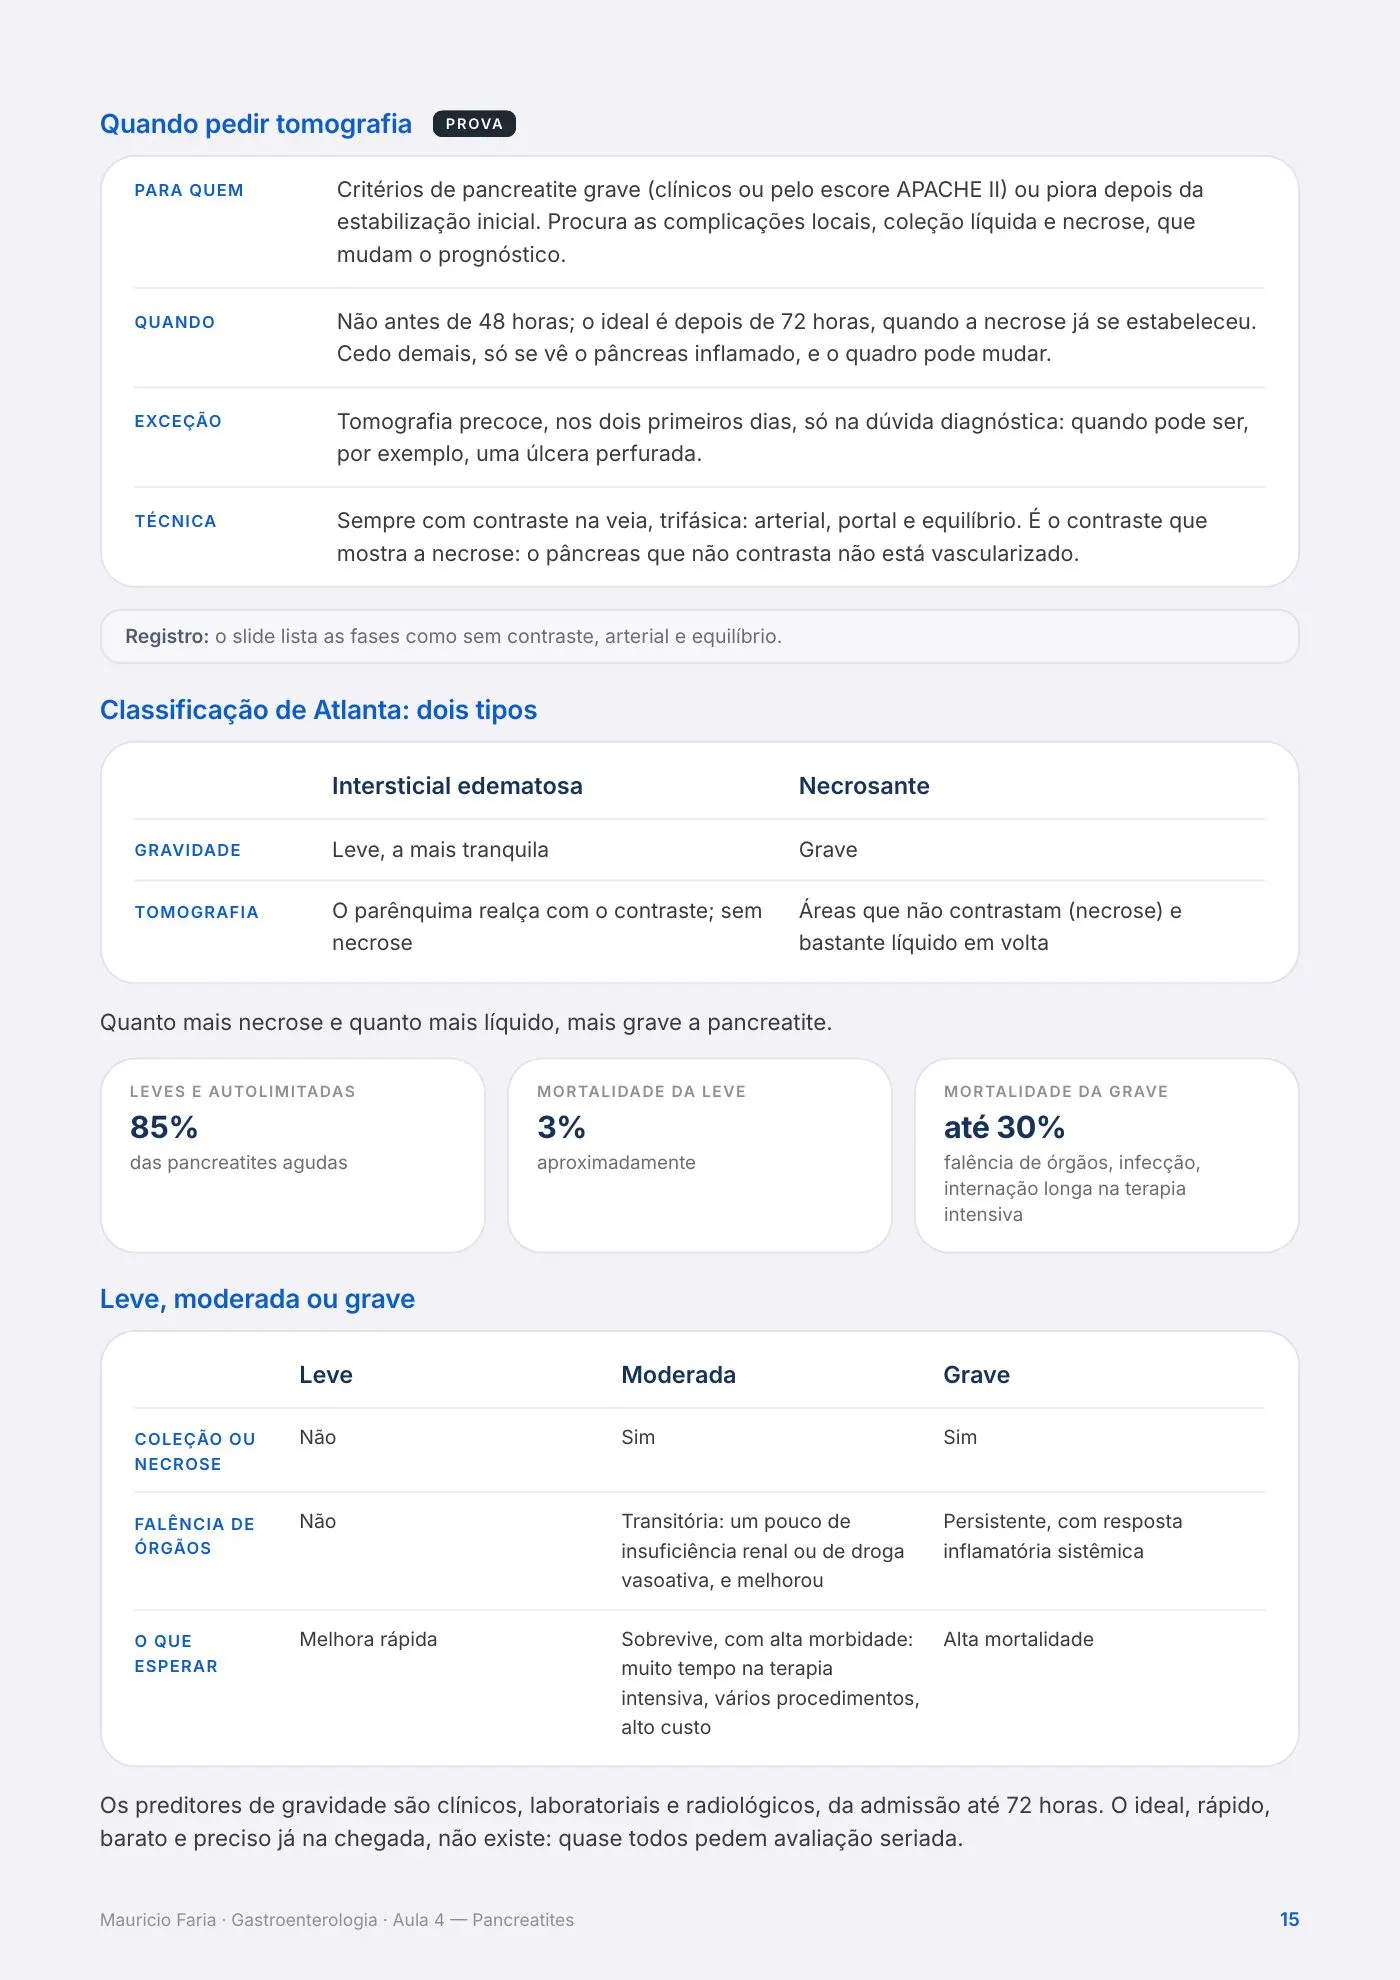 Quando pedir tomografia PROVA
PARA QUEM Critérios de pancreatite grave (clínicos ou pelo escore APACHE II) ou piora depois da
estabilização inicial. Procura as complicações locais, coleção líquida e necrose, que
mudam o prognóstico.
QUANDO Não antes de 48 horas; o ideal é depois de 72 horas, quando a necrose já se estabeleceu.
Cedo demais, só se vê o pâncreas inflamado, e o quadro pode mudar.
EXCEÇÃO Tomografia precoce, nos dois primeiros dias, só na dúvida diagnóstica: quando pode ser,
por exemplo, uma úlcera perfurada.
TÉCNICA Sempre com contraste na veia, trifásica: arterial, portal e equilíbrio. É o contraste que
mostra a necrose: o pâncreas que não contrasta não está vascularizado.
Registro: o slide lista as fases como sem contraste, arterial e equilíbrio.
Classificação de Atlanta: dois tipos
Intersticial edematosa Necrosante
GRAVIDADE Leve, a mais tranquila Grave
TOMOGRAFIA O parênquima realça com o contraste; sem Áreas que não contrastam (necrose) e
necrose bastante líquido em volta
Quanto mais necrose e quanto mais líquido, mais grave a pancreatite.
LEVES E AUTOLIMITADAS MORTALIDADE DA LEVE MORTALIDADE DA GRAVE
85% 3% até 30%
das pancreatites agudas aproximadamente falência de órgãos, infecção,
internação longa na terapia
intensiva
Leve, moderada ou grave
Leve Moderada Grave
COLEÇÃO OU Não Sim Sim
NECROSE
FALÊNCIA DE Não Transitória: um pouco de Persistente, com resposta
ÓRGÃOS insuficiência renal ou de droga inflamatória sistêmica
vasoativa, e melhorou
O QUE Melhora rápida Sobrevive, com alta morbidade: Alta mortalidade
ESPERAR muito tempo na terapia
intensiva, vários procedimentos,
alto custo
Os preditores de gravidade são clínicos, laboratoriais e radiológicos, da admissão até 72 horas. O ideal, rápido,
barato e preciso já na chegada, não existe: quase todos pedem avaliação seriada.
Mauricio Faria · Gastroenterologia · Aula 4 — Pancreatites 15